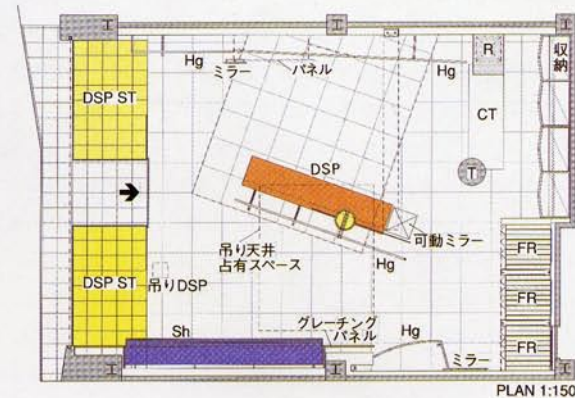 Hg
ミラー
パネル
Hg
R
収納
DSP ST
CT
DSP
T
吊り天井
占有スペース
可動ミラー
Hg
FR
DSP ST
吊りDSP
FR
グレーチング
パネル
Sh
Hg
ミラー
FR
PLAN 1:150